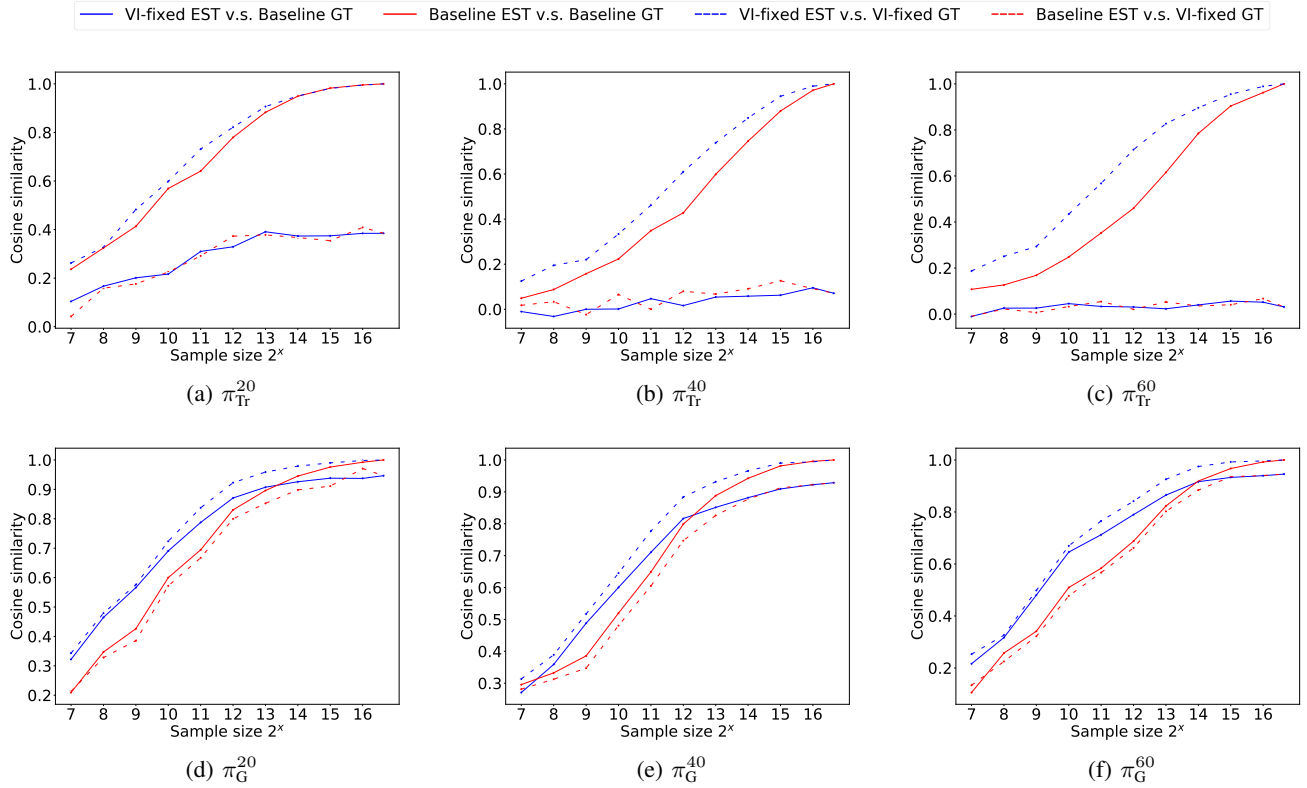 VI-fixed EST v.s. Baseline GT Baseline EST v.s. Baseline GT VI-fixed EST v.s. VI-fixed GT Baseline EST v.s. VI-fixed GT
1.0
0.8
0.6
0.4
0.2
0.0
Cosine similarity
7 8 9 10 11 12 13 14 15 16
Sample size 2^x
(a) π_Tr^20
1.0
0.8
0.6
0.4
0.2
0.0
Cosine similarity
7 8 9 10 11 12 13 14 15 16
Sample size 2^x
(b) π_Tr^40
1.0
0.8
0.6
0.4
0.2
0.0
Cosine similarity
7 8 9 10 11 12 13 14 15 16
Sample size 2^x
(c) π_Tr^60
1.0
0.9
0.8
0.7
0.6
0.5
0.4
0.3
0.2
Cosine similarity
7 8 9 10 11 12 13 14 15 16
Sample size 2^x
(d) π_G^20
1.0
0.9
0.8
0.7
0.6
0.5
0.4
0.3
Cosine similarity
7 8 9 10 11 12 13 14 15 16
Sample size 2^x
(e) π_G^40
1.0
0.8
0.6
0.4
0.2
Cosine similarity
7 8 9 10 11 12 13 14 15 16
Sample size 2^x
(f) π_G^60